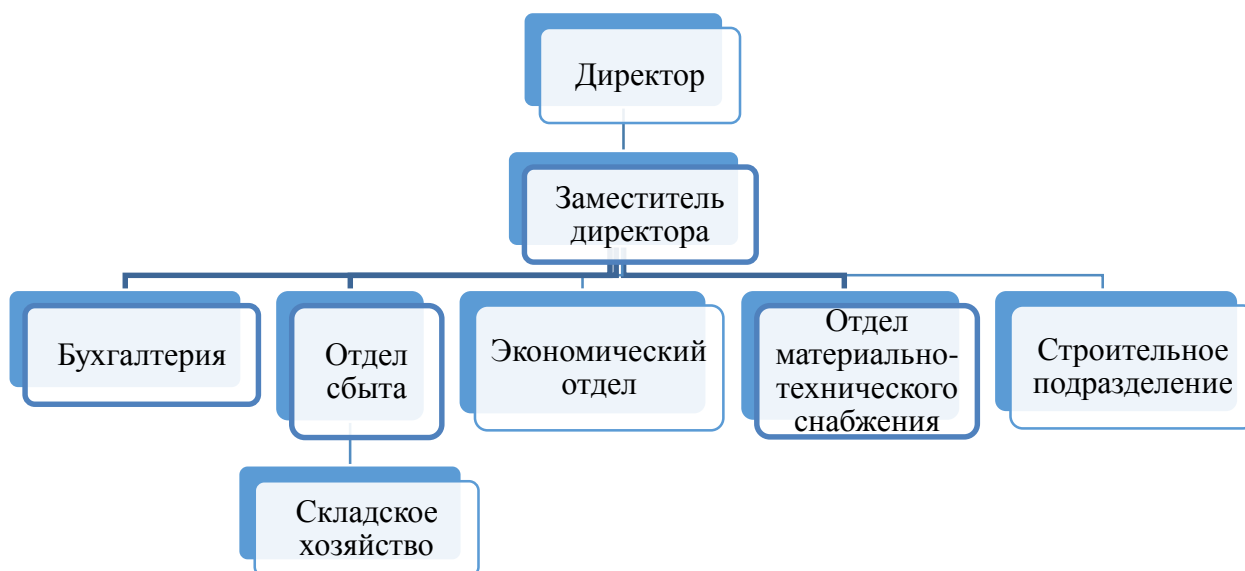 Директор
Заместитель
директора
Бухгалтерия
Отдел
сбыта
Экономический
отдел
Отдел
материально-
технического
снабжения
Строительное
подразделение
Складское
хозяйство